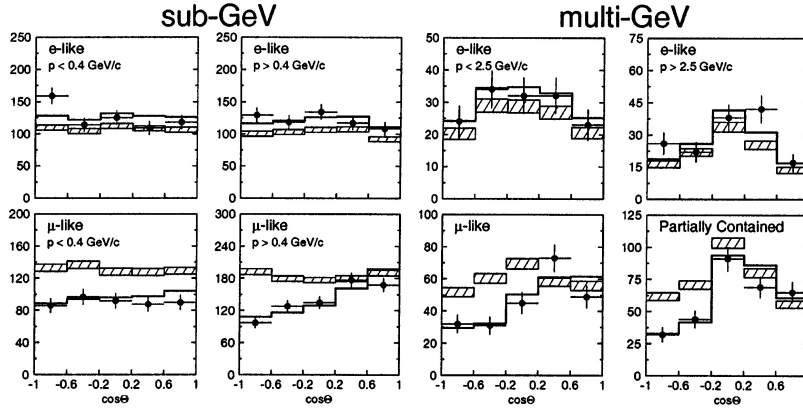 sub-GeV
multi-GeV
e-like
p < 0.4 GeV/c
e-like
p > 0.4 GeV/c
e-like
p < 2.5 GeV/c
e-like
p > 2.5 GeV/c
250
200
150
100
50
0
250
200
150
100
50
0
50
40
30
20
10
0
75
60
45
30
15
0
μ-like
p < 0.4 GeV/c
μ-like
p > 0.4 GeV/c
μ-like
Partially Contained
200
160
120
80
40
0
300
240
180
120
60
0
100
80
60
40
20
0
125
100
75
50
25
0
-1 -0.6 -0.2 0.2 0.6 1
-1 -0.6 -0.2 0.2 0.6 1
-1 -0.6 -0.2 0.2 0.6 1
-1 -0.6 -0.2 0.2 0.6 1
cosΘ
cosΘ
cosΘ
cosΘ